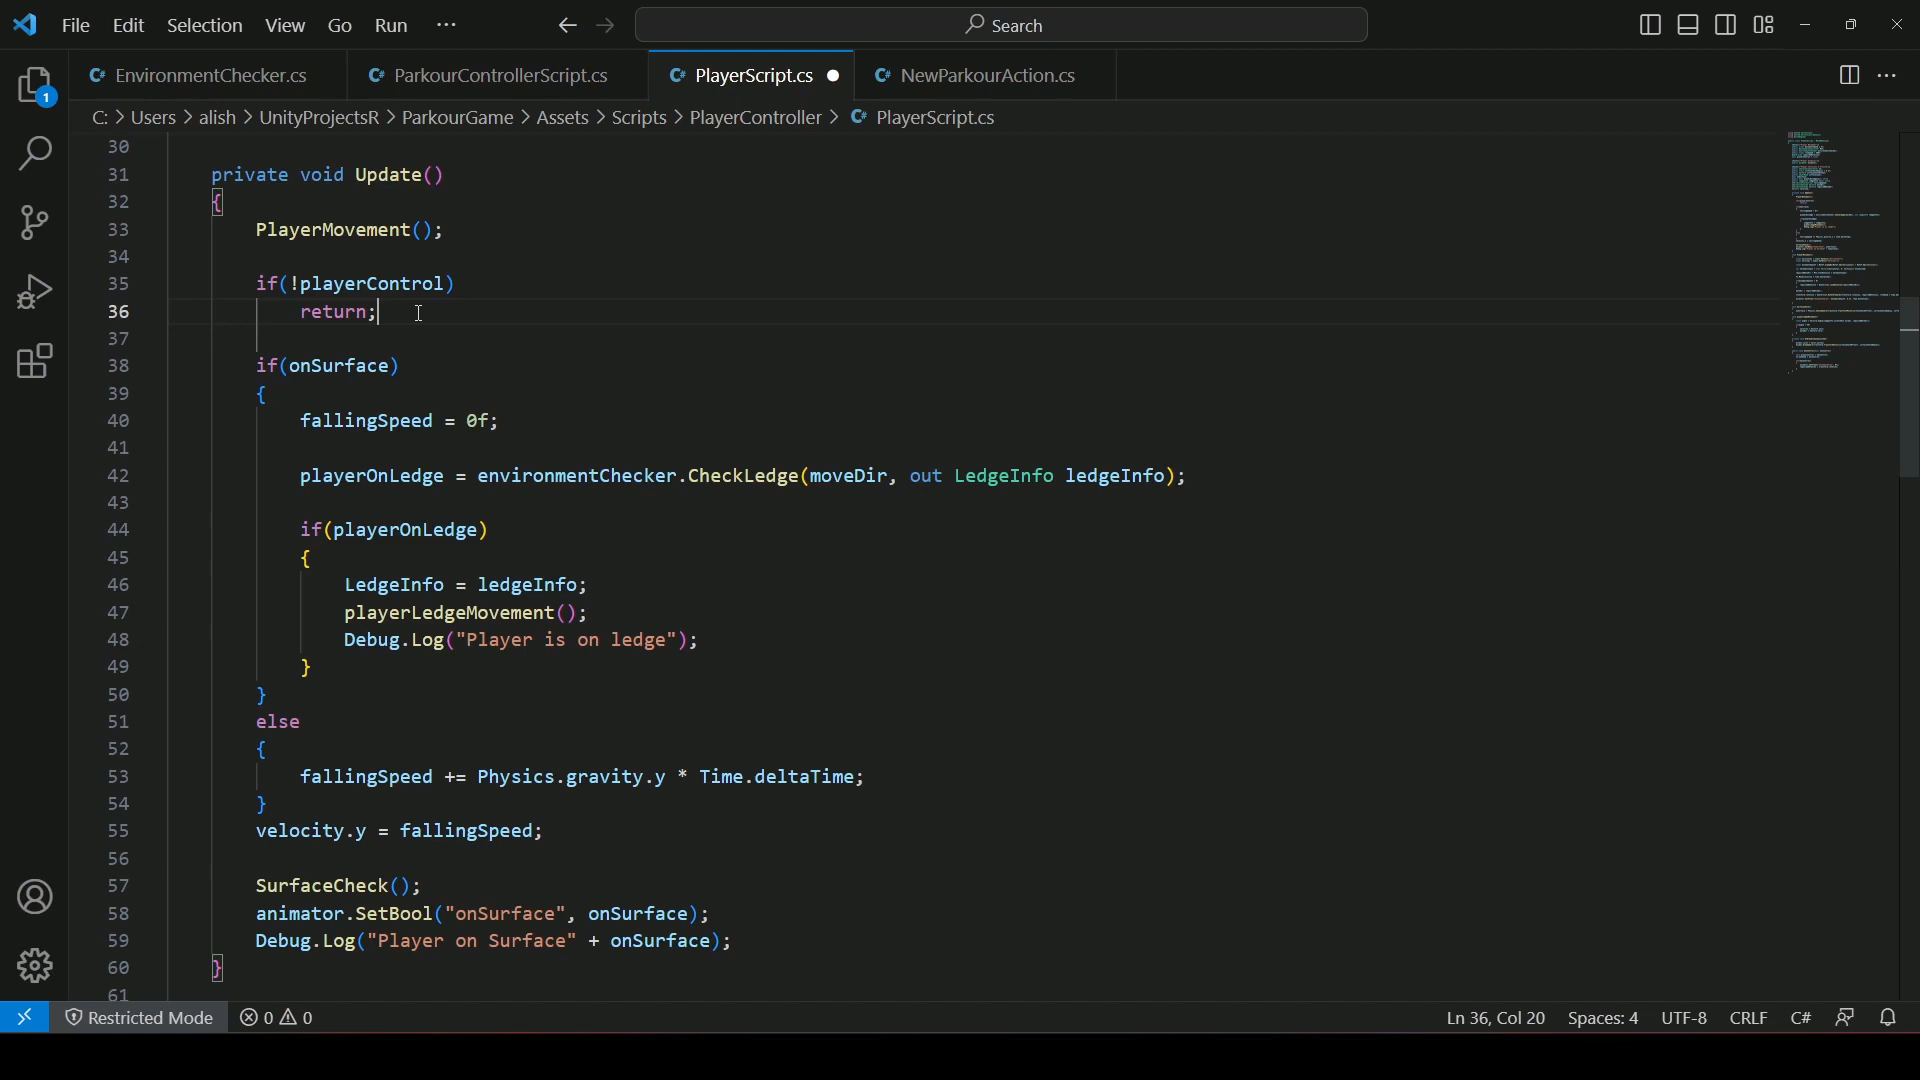 File Edit Selection View Go Run ···
Search
EnvironmentChecker.cs ParkourControllerScript.cs PlayerScript.cs NewParkourAction.cs
C: > Users > alish > UnityProjectsR > ParkourGame > Assets > Scripts > PlayerController > PlayerScript.cs
1
30
31 private void Update()
32 {
33 PlayerMovement();
34
35 if(!playerControl)
36 return;
37
38 if(onSurface)
39 {
40 fallingSpeed = 0f;
41
42 playerOnLedge = environmentChecker.CheckLedge(moveDir, out LedgeInfo ledgeInfo);
43
44 if(playerOnLedge)
45 {
46 LedgeInfo = ledgeInfo;
47 playerLedgeMovement();
48 Debug.Log("Player is on ledge");
49 }
50 }
51 else
52 {
53 fallingSpeed += Physics.gravity.y * Time.deltaTime;
54 }
55 velocity.y = fallingSpeed;
56
57 SurfaceCheck();
58 animator.SetBool("onSurface", onSurface);
59 Debug.Log("Player on Surface" + onSurface);
60 }
61
Restricted Mode 0 0 Ln 36, Col 20 Spaces: 4 UTF-8 CRLF C#